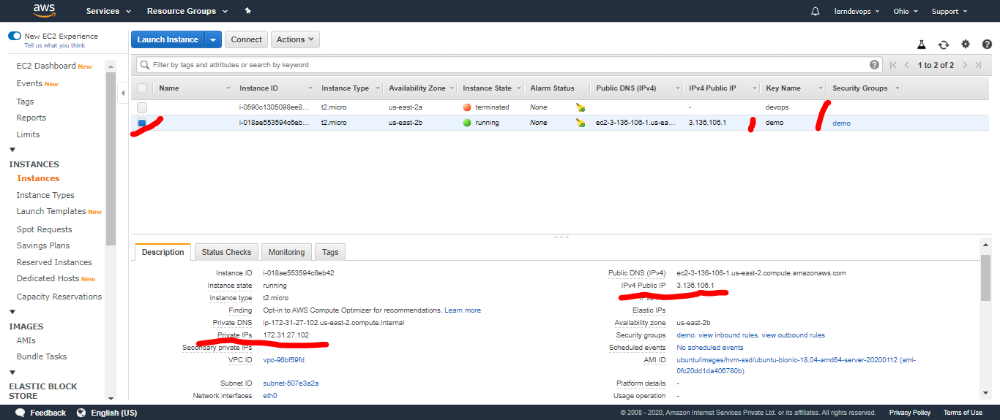 aws Services Resource Groups lerndevops Ohio Support
New EC2 Experience
Tell us what you think
Launch Instance Connect Actions
EC2 Dashboard New
Events New
Tags
Reports
Limits
INSTANCES
Instances
Instance Types
Launch Templates New
Spot Requests
Savings Plans
Reserved Instances
Dedicated Hosts New
Capacity Reservations
IMAGES
AMIs
Bundle Tasks
ELASTIC BLOCK
STORE
Filter by tags and attributes or search by keyword 1 to 2 of 2
Name Instance ID Instance Type Availability Zone Instance State Alarm Status Public DNS (IPv4) IPv4 Public IP Key Name Security Groups
i-0590c1305098ee8... t2.micro us-east-2a terminated None - devops
i-018ae553594c6eb... t2.micro us-east-2b running None ec2-3-136-106-1.us-ea... 3.136.106.1 demo demo
Description Status Checks Monitoring Tags
Instance ID i-018ae553594c6eb42 Public DNS (IPv4) ec2-3-136-106-1.us-east-2.compute.amazonaws.com
Instance state running IPv4 Public IP 3.136.106.1
Instance type t2.micro
Finding Opt-in to AWS Compute Optimizer for recommendations. Learn more Elastic IPs
Private DNS ip-172-31-27-102.us-east-2.compute.internal Availability zone us-east-2b
Private IPs 172.31.27.102 Security groups demo. view inbound rules. view outbound rules
Secondary private IPs Scheduled events No scheduled events
VPC ID vpc-96bf59fd AMI ID ubuntu/images/hvm-ssd/ubuntu-bionic-18.04-amd64-server-20200112 (ami-
0fc20dd1da406780b)
Subnet ID subnet-507e3a2a Platform details -
Network interfaces eth0 Usage operation -
Feedback English (US) © 2008 - 2020, Amazon Internet Services Private Ltd. or its affiliates. All rights reserved. Privacy Policy Terms of Use